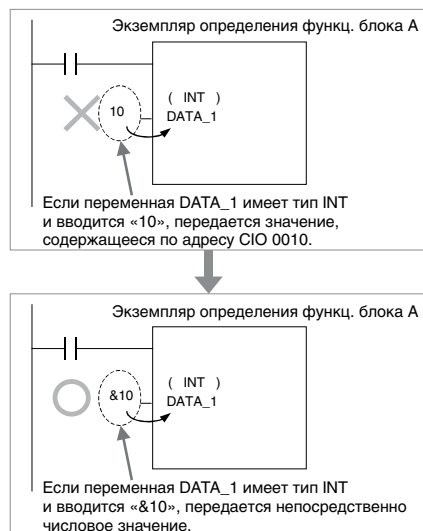 Экземпляр определения функц. блока А
( INT )
10
DATA_1
Если переменная DATA_1 имеет тип INT
и вводится «10», передается значение,
содержащееся по адресу CIO 0010.
Экземпляр определения функц. блока А
( INT )
&10
DATA_1
Если переменная DATA_1 имеет тип INT
и вводится «&10», передается непосредственно
числовое значение.